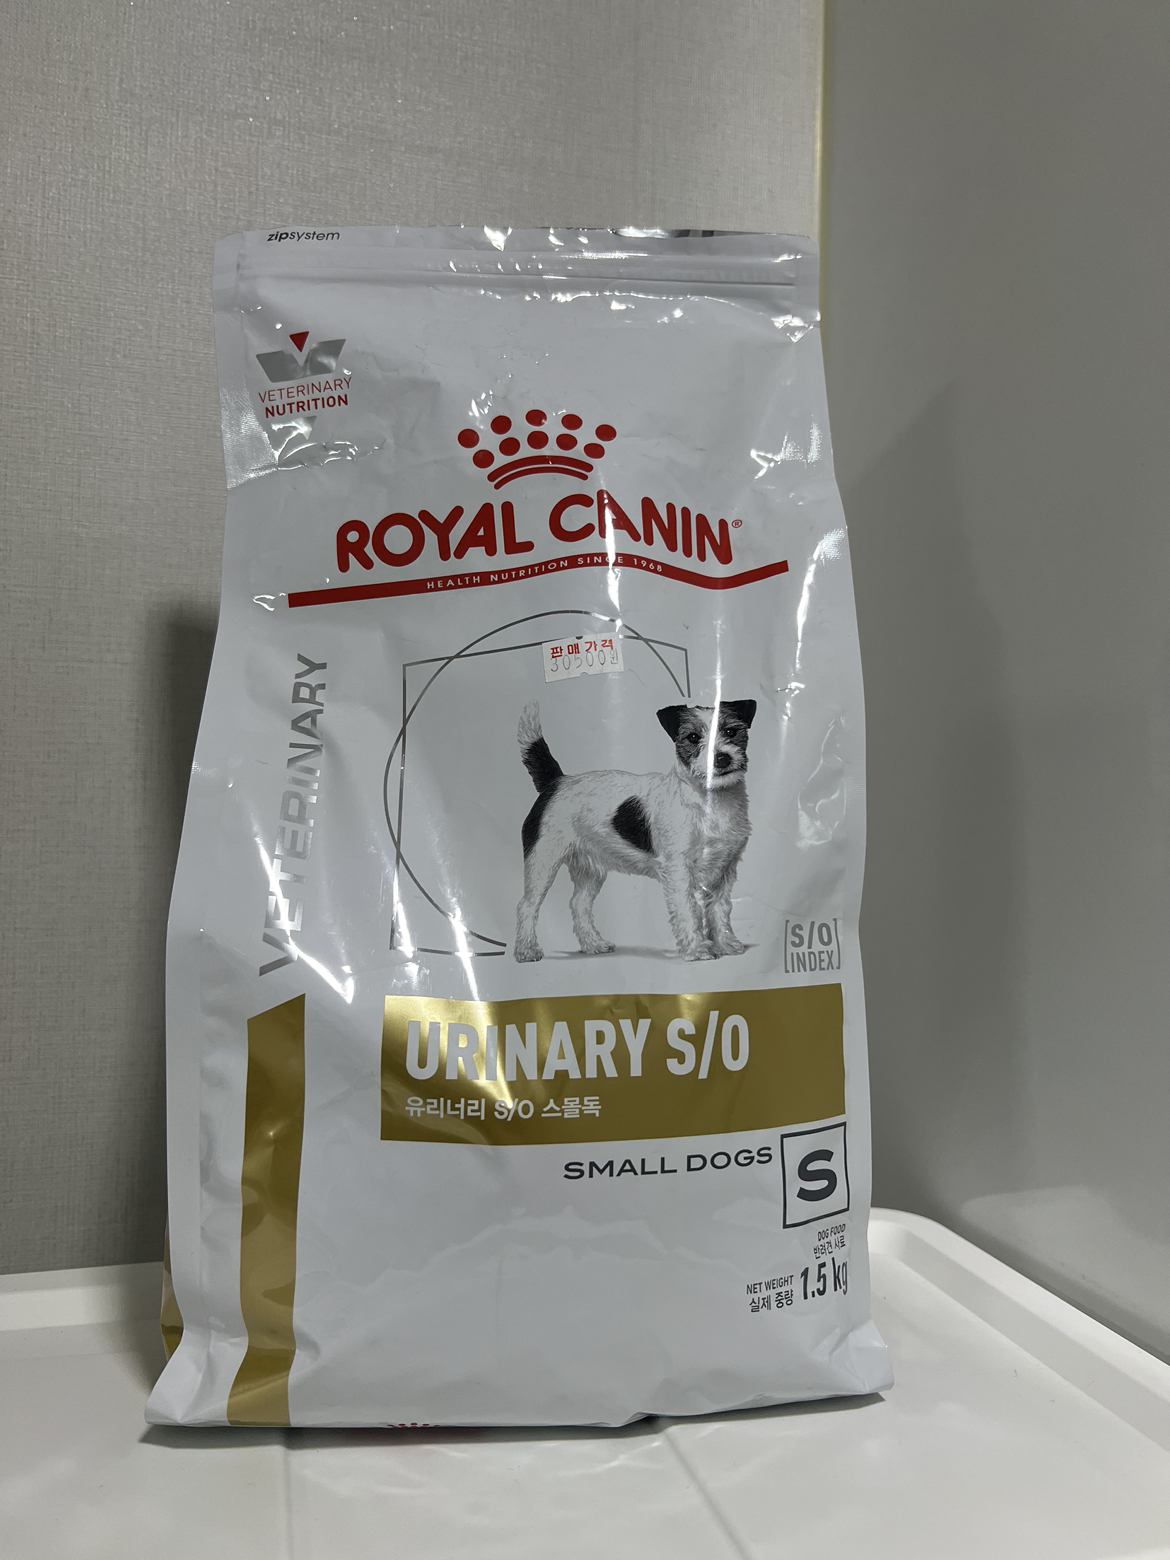 zipsystem
VETERINARY
NUTRITION
ROYAL CANIN®
HEALTH NUTRITION SINCE 1968
판매가격
30500원
VETERINARY
S/O
INDEX
URINARY S/O
유리너리 S/O 스몰독
SMALL DOGS S
DOG FOOD
반려견 사료
NET WEIGHT
실제 중량
1.5 kg